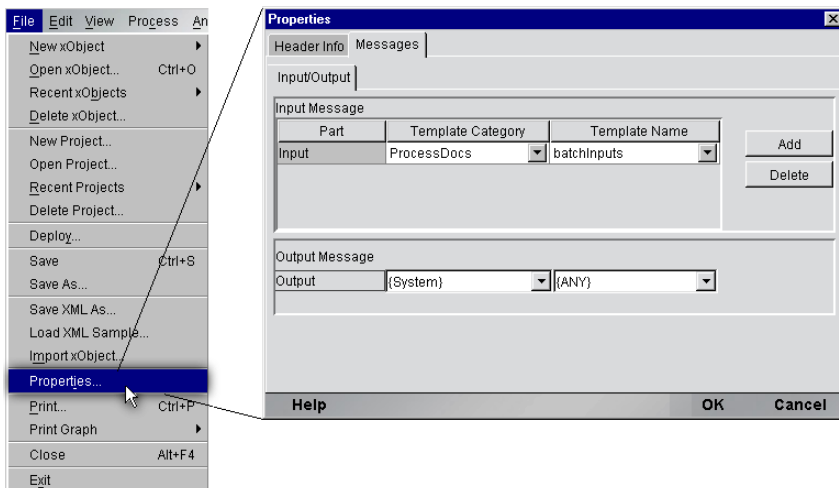 File Edit View Process An
New xObject
Open xObject... Ctrl+O
Recent xObjects
Delete xObject...
New Project...
Open Project...
Recent Projects
Delete Project...
Deploy...
Save Ctrl+S
Save As...
Save XML As...
Load XML Sample...
Import xObject...
Properties...
Print... Ctrl+P
Print Graph
Close Alt+F4
Exit
Properties
Header Info Messages
Input/Output
Input Message
Part Template Category Template Name
Input ProcessDocs batchInputs
Add
Delete
Output Message
Output {System} {ANY}
Help OK Cancel